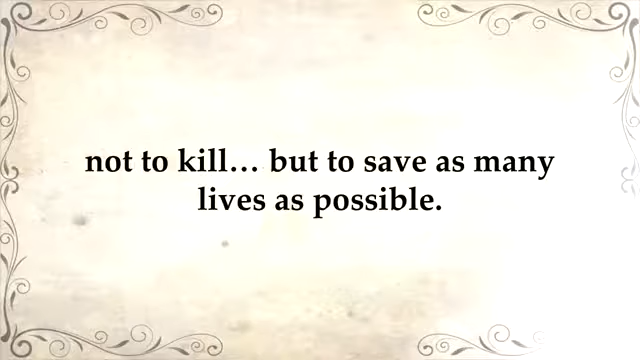 not to kill… but to save as many
lives as possible.